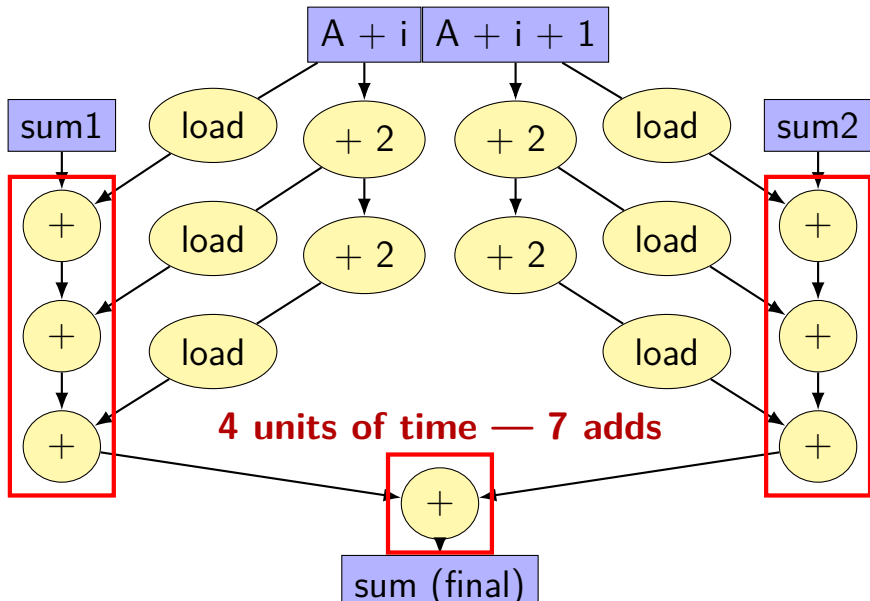 A + i A + i + 1
sum1 load + 2 + 2 load sum2
+ +
load + 2 + 2 load
+ +
load load
+ 4 units of time — 7 adds +
+
sum (final)